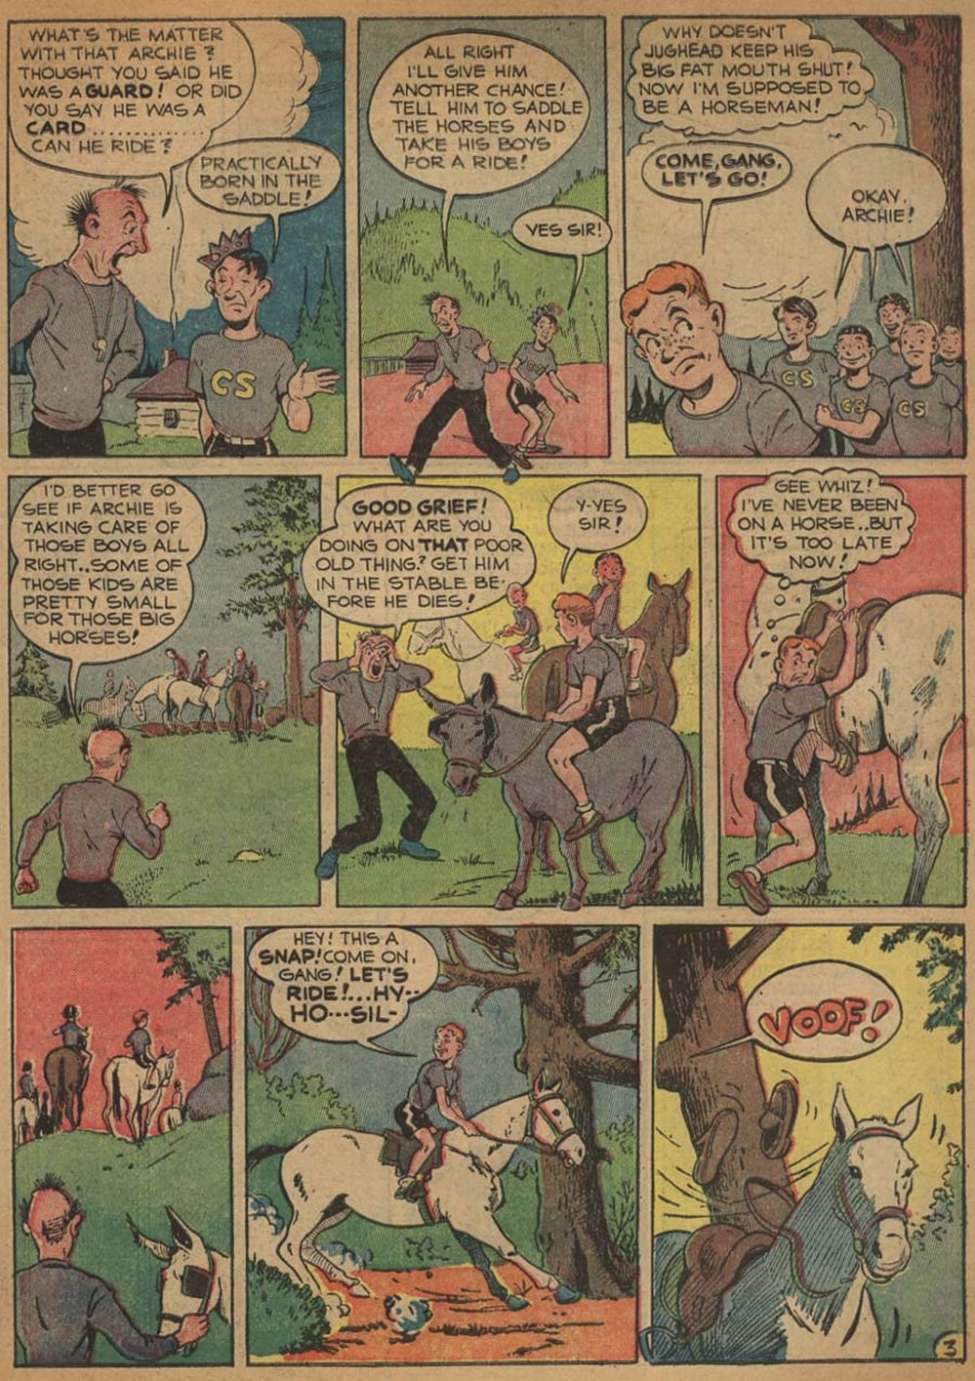 WHAT'S THE MATTER
WITH THAT ARCHIE?
THOUGHT YOU SAID HE
WAS A GUARD! OR DID
YOU SAY HE WAS A
CARD ..............
CAN HE RIDE?
PRACTICALLY
BORN IN THE
SADDLE!
CS
ALL RIGHT
I'LL GIVE HIM
ANOTHER CHANCE!
TELL HIM TO SADDLE
THE HORSES AND
TAKE HIS BOYS
FOR A RIDE!
YES SIR!
WHY DOESN'T
JUGHEAD KEEP HIS
BIG FAT MOUTH SHUT!
NOW I'M SUPPOSED TO
BE A HORSEMAN!
COME, GANG,
LET'S GO!
OKAY,
ARCHIE!
CS
CS
CS
I'D BETTER GO
SEE IF ARCHIE IS
TAKING CARE OF
THOSE BOYS ALL
RIGHT..SOME OF
THOSE KIDS ARE
PRETTY SMALL
FOR THOSE BIG
HORSES!
GOOD GRIEF!
WHAT ARE YOU
DOING ON THAT POOR
OLD THING? GET HIM
IN THE STABLE BE-
FORE HE DIES!
Y-YES
SIR!
GEE WHIZ!
I'VE NEVER BEEN
ON A HORSE..BUT
IT'S TOO LATE
NOW!
HEY! THIS A
SNAP! COME ON,
GANG! LET'S
RIDE!...HY--
HO---SIL-
YOOF!
3